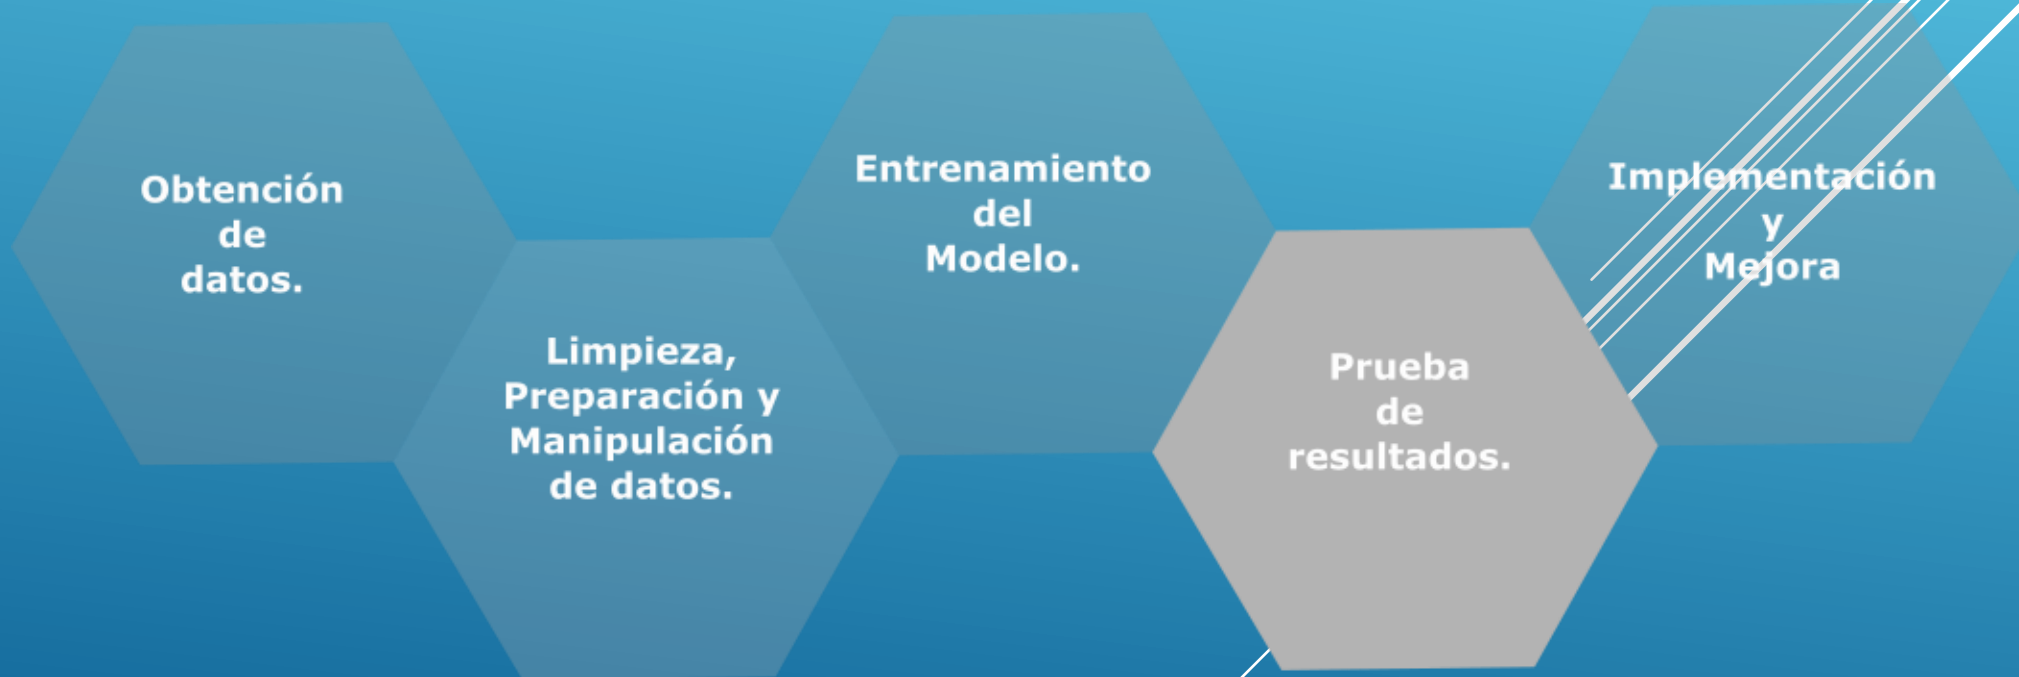 Obtención
de
datos.
Limpieza,
Preparación y
Manipulación
de datos.
Entrenamiento
del
Modelo.
Prueba
de
resultados.
Implementación
y
Mejora